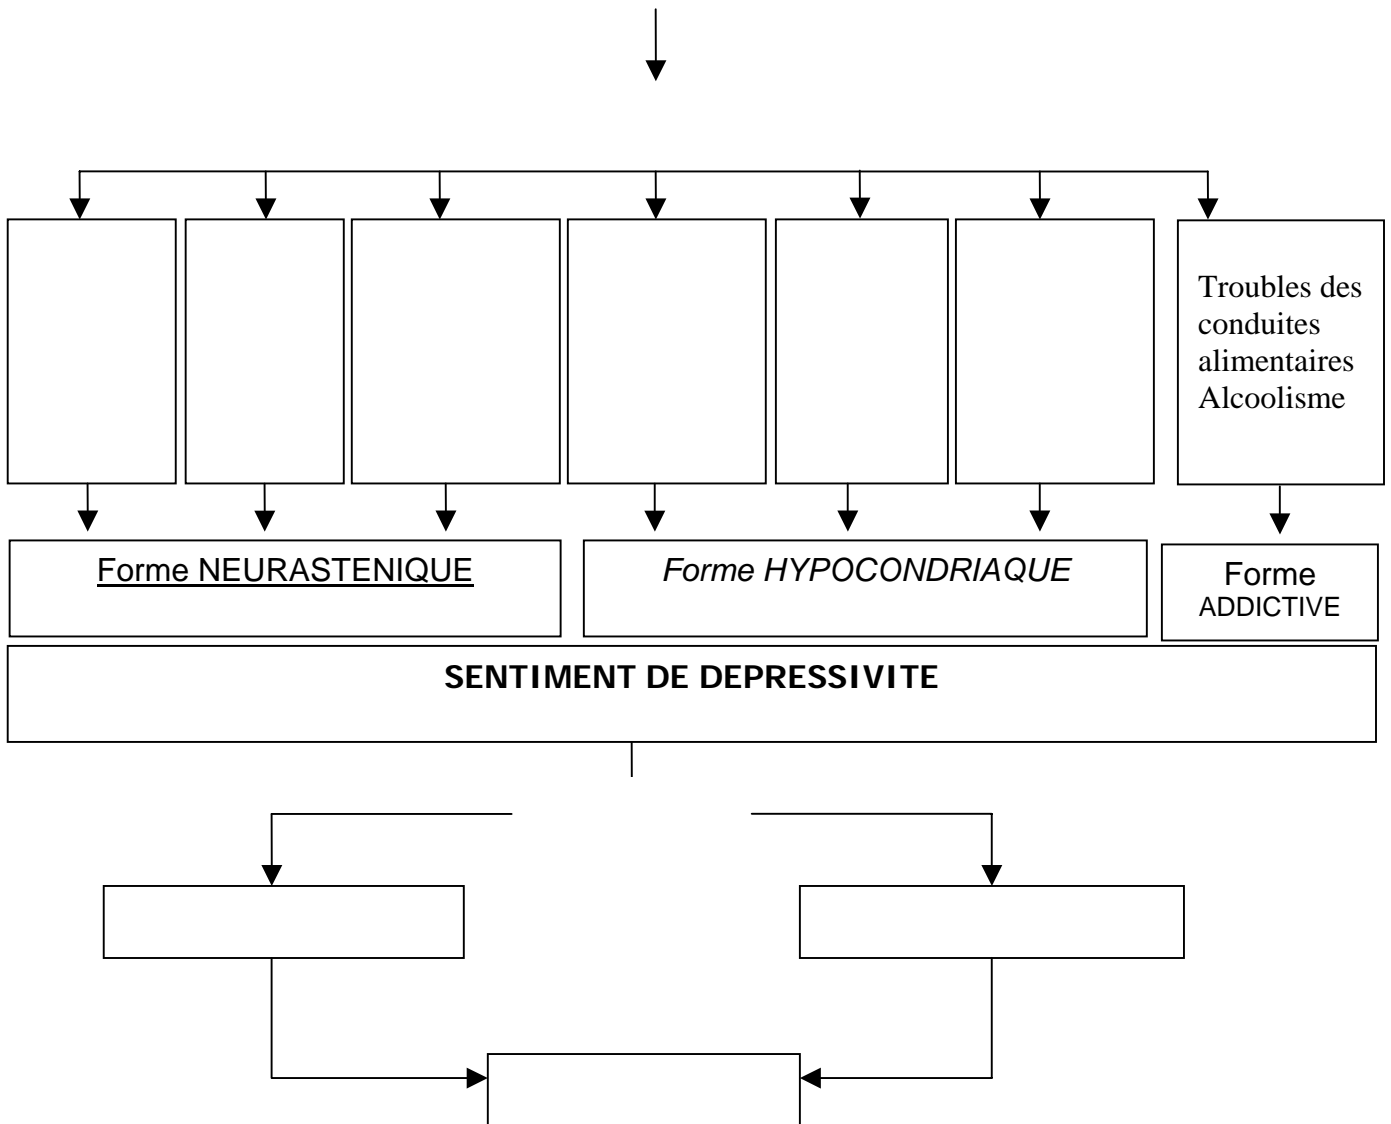 Troubles des
conduites
alimentaires
Alcoolisme
Forme NEURASTENIQUE
Forme HYPOCONDRIAQUE
Forme
ADDICTIVE
SENTIMENT DE DEPRESSIVITE